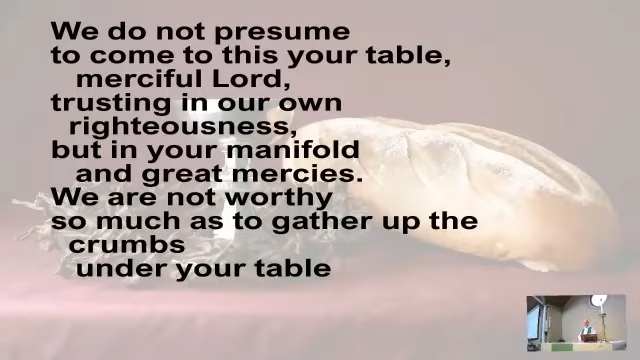 We do not presume
to come to this your table,
merciful Lord,
trusting in our own
righteousness,
but in your manifold
and great mercies.
We are not worthy
so much as to gather up the
crumbs
under your table